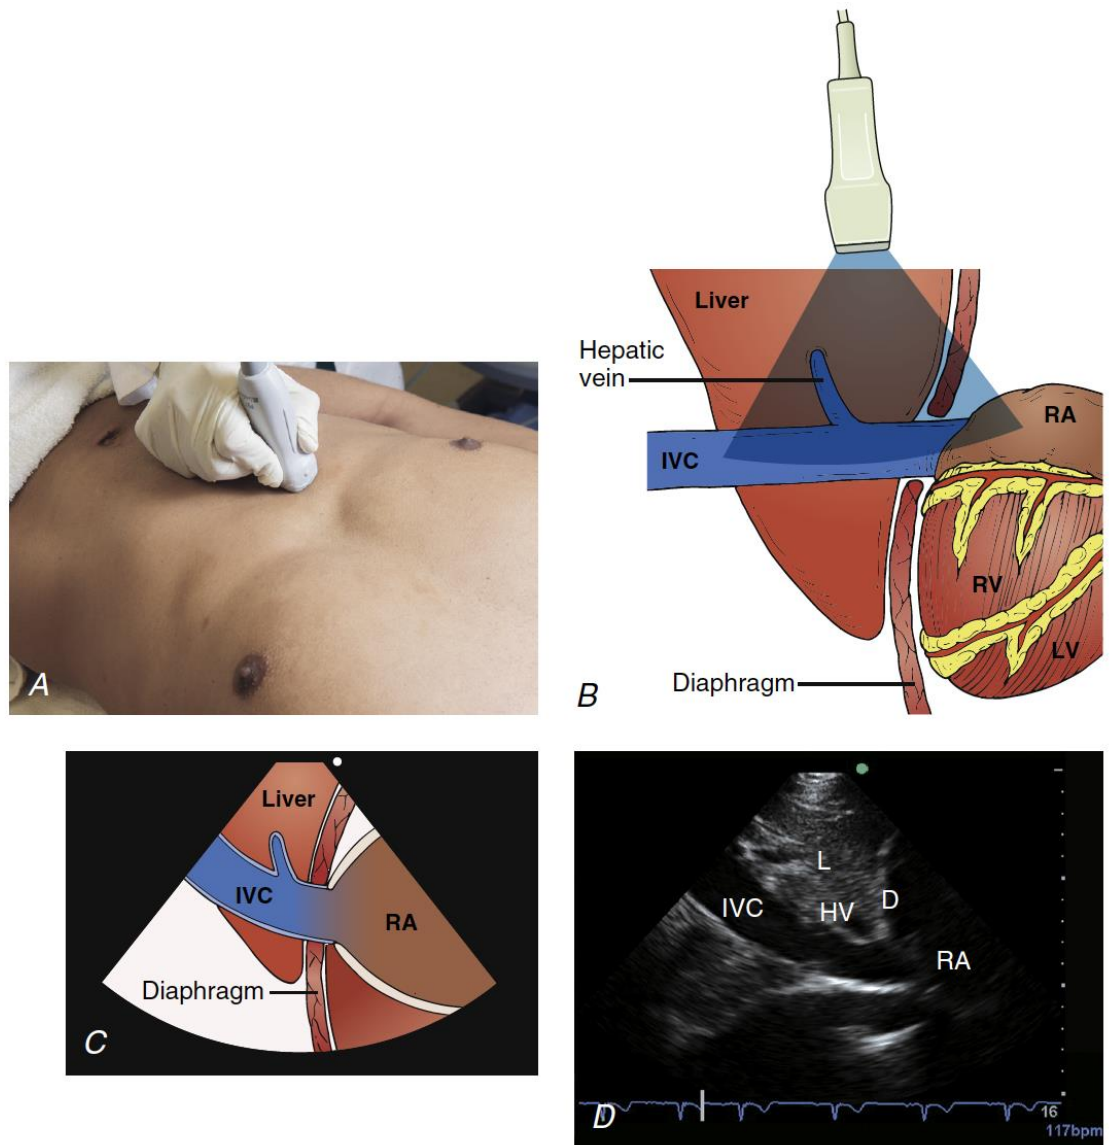 A
Liver
Hepatic
vein
IVC
RA
RV
LV
Diaphragm
B
Liver
IVC
RA
Diaphragm
C
L
D
IVC
HV
RA
D
16
117bpm